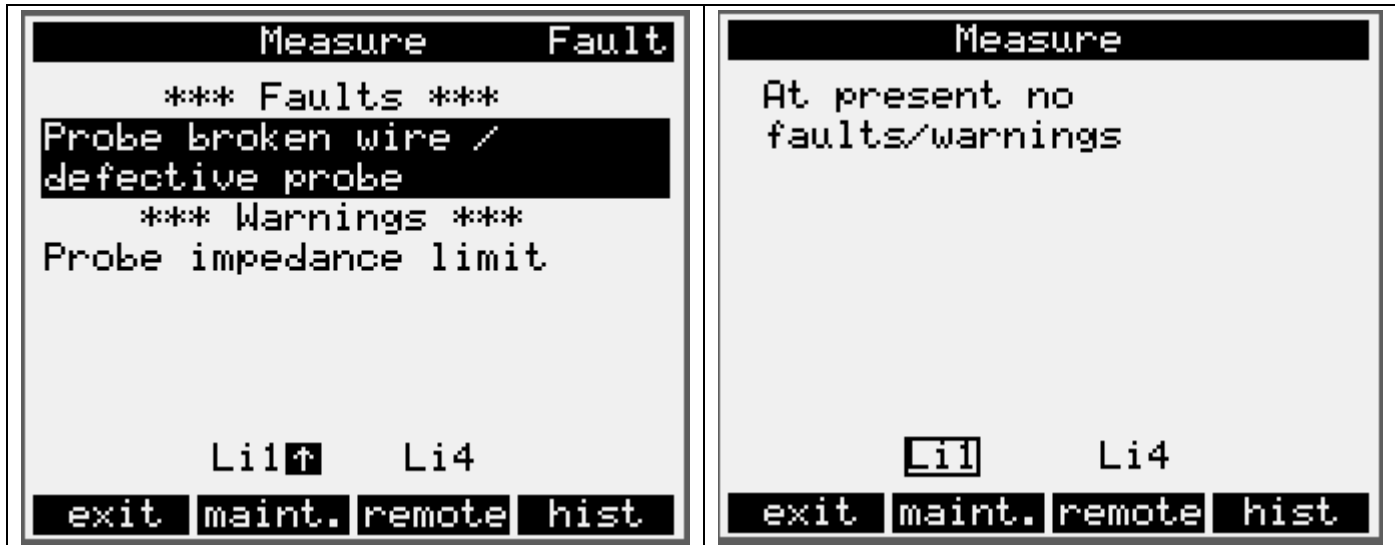 Measure Fault
*** Faults ***
Probe broken wire /
defective probe
*** Warnings ***
Probe impedance limit
Li1↑ Li4
exit maint. remote hist
Measure
At present no
faults/warnings
Li1 Li4
exit maint. remote hist